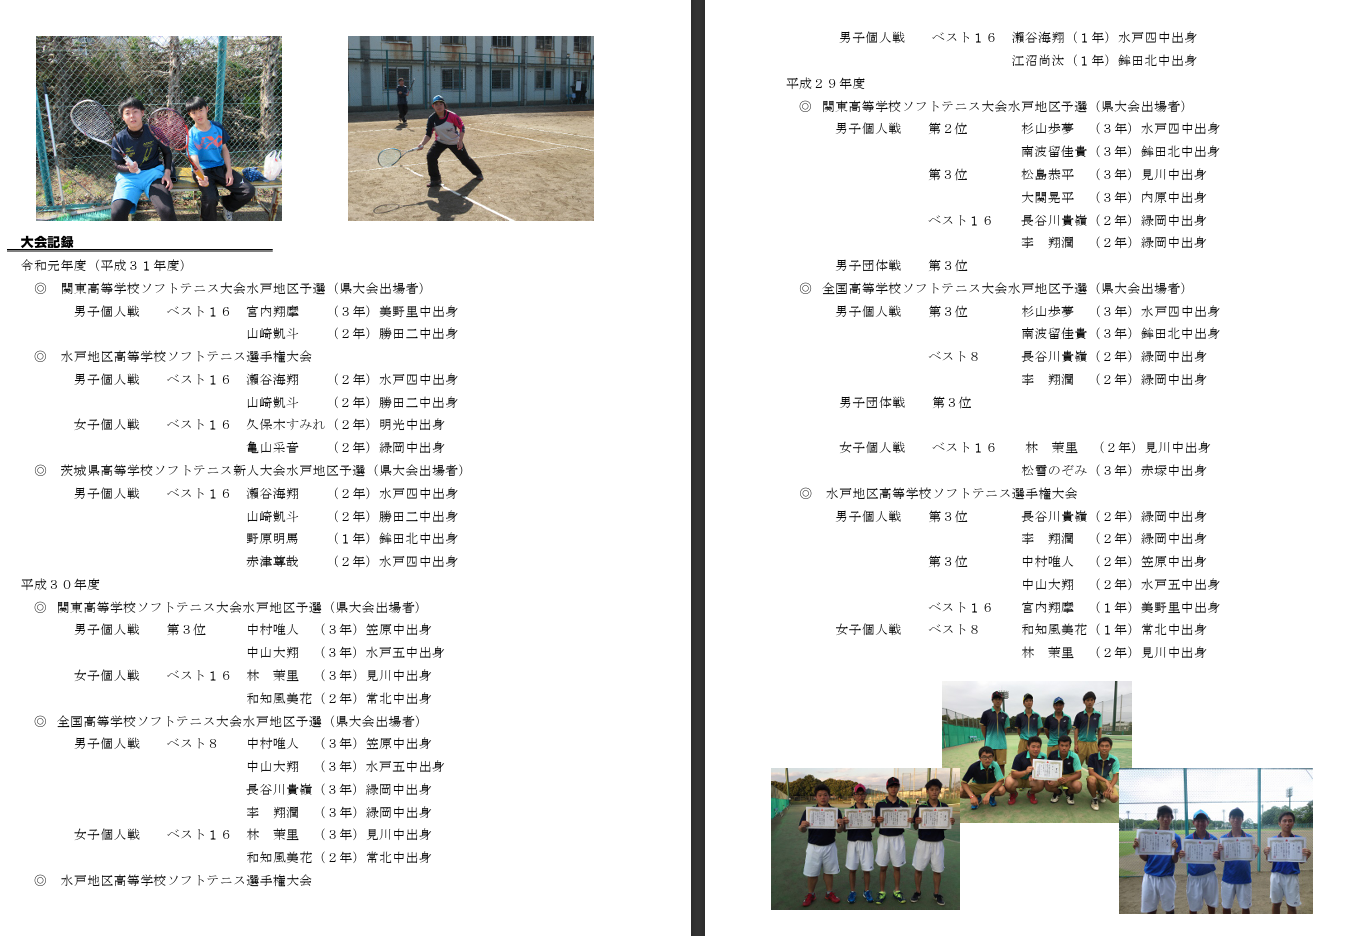 大会記録
令和元年度（平成３１年度）
◎　関東高等学校ソフトテニス大会水戸地区予選（県大会出場者）
男子個人戦　ベスト１６　宮内翔摩　（３年）美野里中出身
山崎凱斗　（２年）勝田二中出身
◎　水戸地区高等学校ソフトテニス選手権大会
男子個人戦　ベスト１６　瀬谷海翔　（２年）水戸四中出身
山崎凱斗　（２年）勝田二中出身
女子個人戦　ベスト１６　久保木すみれ（２年）明光中出身
亀山采音　（２年）緑岡中出身
◎　茨城県高等学校ソフトテニス新人大会水戸地区予選（県大会出場者）
男子個人戦　ベスト１６　瀬谷海翔　（２年）水戸四中出身
山崎凱斗　（２年）勝田二中出身
野原明馬　（１年）鉾田北中出身
赤津尊哉　（２年）水戸四中出身
平成３０年度
◎　関東高等学校ソフトテニス大会水戸地区予選（県大会出場者）
男子個人戦　第３位　中村唯人　（３年）笠原中出身
中山大翔　（３年）水戸五中出身
女子個人戦　ベスト１６　林　茉里　（３年）見川中出身
和知風美花（２年）常北中出身
◎　全国高等学校ソフトテニス大会水戸地区予選（県大会出場者）
男子個人戦　ベスト８　中村唯人　（３年）笠原中出身
中山大翔　（３年）水戸五中出身
長谷川貴嶺（３年）緑岡中出身
李　翔潤　（３年）緑岡中出身
女子個人戦　ベスト１６　林　茉里　（３年）見川中出身
和知風美花（２年）常北中出身
◎　水戸地区高等学校ソフトテニス選手権大会
男子個人戦　ベスト１６　瀬谷海翔（１年）水戸四中出身
江沼尚汰（１年）鉾田北中出身
平成２９年度
◎　関東高等学校ソフトテニス大会水戸地区予選（県大会出場者）
男子個人戦　第２位　杉山歩夢　（３年）水戸四中出身
南波留佳貴（３年）鉾田北中出身
第３位　松島恭平　（３年）見川中出身
大関晃平　（３年）内原中出身
ベスト１６　長谷川貴嶺（２年）緑岡中出身
李　翔潤　（２年）緑岡中出身
男子団体戦　第３位
◎　全国高等学校ソフトテニス大会水戸地区予選（県大会出場者）
男子個人戦　第３位　杉山歩夢　（３年）水戸四中出身
南波留佳貴（３年）鉾田北中出身
ベスト８　長谷川貴嶺（２年）緑岡中出身
李　翔潤　（２年）緑岡中出身
男子団体戦　第３位
女子個人戦　ベスト１６　林　茉里　（２年）見川中出身
松雪のぞみ（３年）赤塚中出身
◎　水戸地区高等学校ソフトテニス選手権大会
男子個人戦　第３位　長谷川貴嶺（２年）緑岡中出身
李　翔潤　（２年）緑岡中出身
第３位　中村唯人　（２年）笠原中出身
中山大翔　（２年）水戸五中出身
ベスト１６　宮内翔摩　（１年）美野里中出身
女子個人戦　ベスト８　和知風美花（１年）常北中出身
林　茉里　（２年）見川中出身